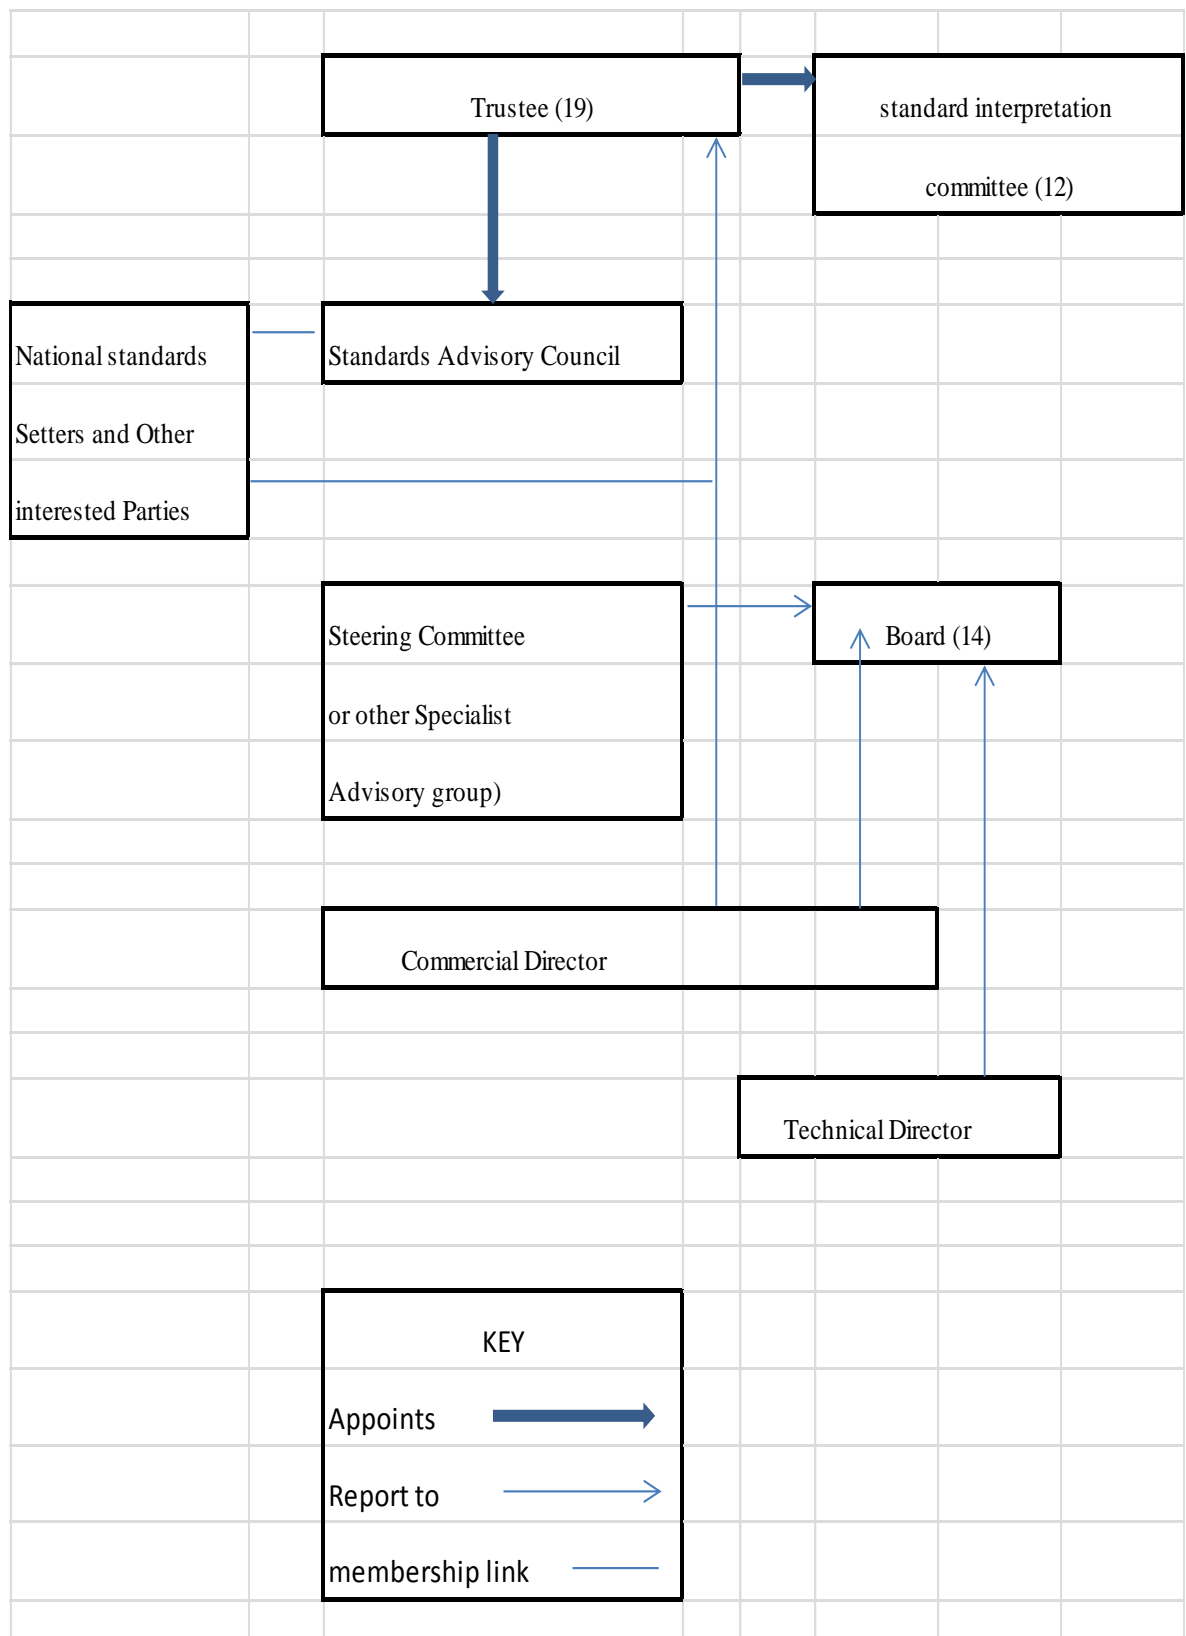 Trustee (19)
standard interpretation
committee (12)
National standards
Setters and Other
interested Parties
Standards Advisory Council
Steering Committee
or other Specialist
Advisory group)
Board (14)
Commercial Director
Technical Director
KEY
Appoints
Report to
membership link